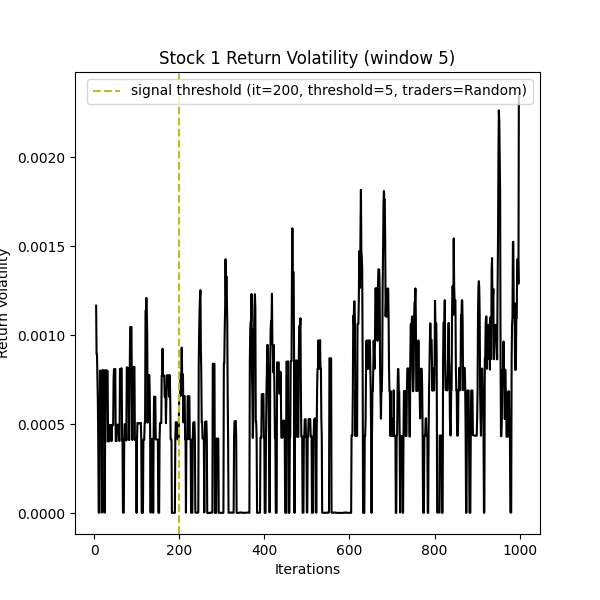 Stock 1 Return Volatility (window 5)
signal threshold (it=200, threshold=5, traders=Random)
0.0020
0.0015
0.0010
0.0005
0.0000
Return Volatility
0 200 400 600 800 1000
Iterations